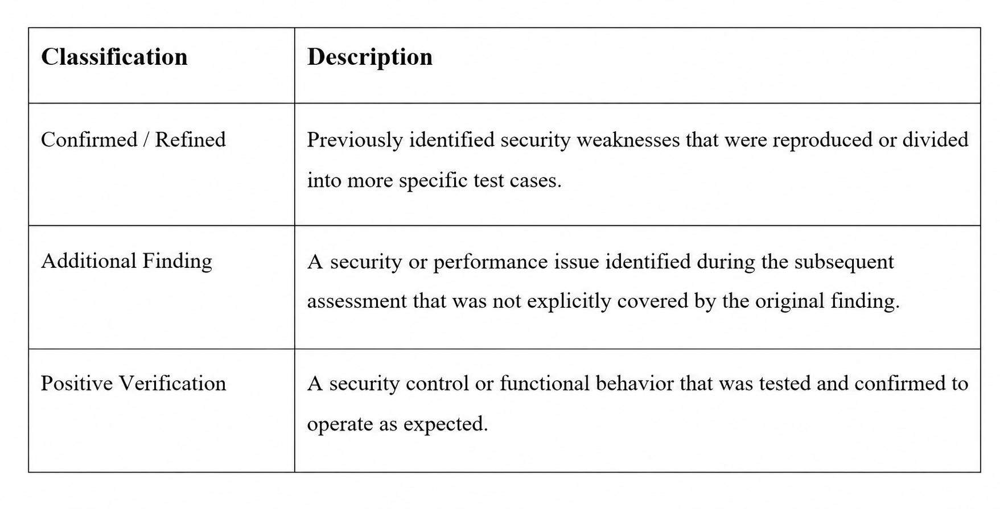 Classification
Description
Confirmed / Refined
Previously identified security weaknesses that were reproduced or divided
into more specific test cases.
Additional Finding
A security or performance issue identified during the subsequent
assessment that was not explicitly covered by the original finding.
Positive Verification
A security control or functional behavior that was tested and confirmed to
operate as expected.